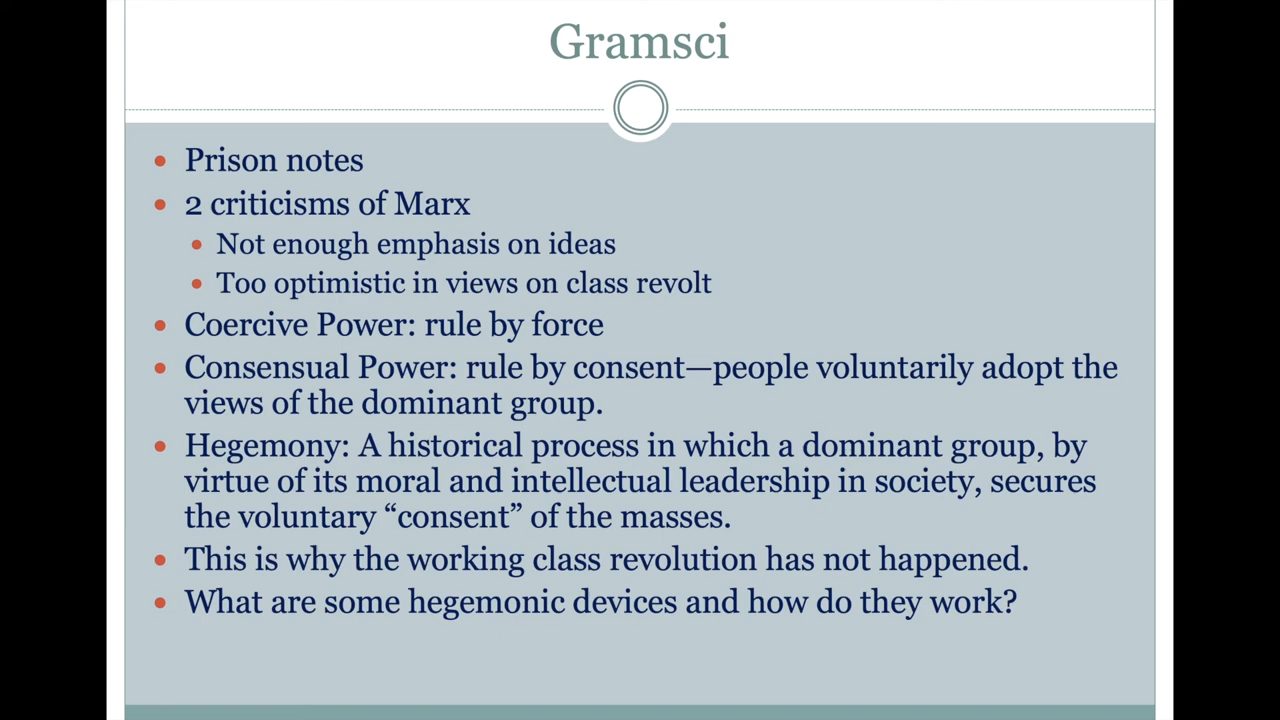 Gramsci
• Prison notes
• 2 criticisms of Marx
• Not enough emphasis on ideas
• Too optimistic in views on class revolt
• Coercive Power: rule by force
• Consensual Power: rule by consent—people voluntarily adopt the
views of the dominant group.
• Hegemony: A historical process in which a dominant group, by
virtue of its moral and intellectual leadership in society, secures
the voluntary “consent” of the masses.
• This is why the working class revolution has not happened.
• What are some hegemonic devices and how do they work?